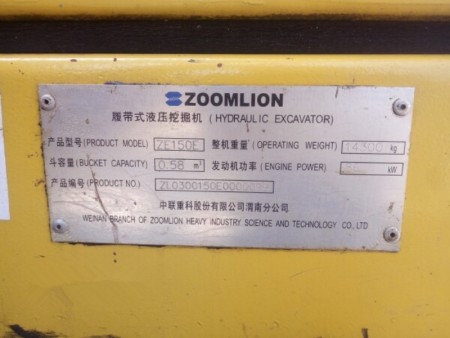 ZOOMLION
履带式液压挖掘机 (HYDRAULIC EXCAVATOR)
产品型号(PRODUCT MODEL) ZE150E 整机重量(OPERATING WEIGHT) 14300 kg
斗容量(BUCKET CAPACITY) 0.58 m³ 发动机功率(ENGINE POWER) kW
产品编号(PRODUCT NO.)
中联重科股份有限公司渭南分公司
WEINAN BRANCH OF ZOOMLION HEAVY INDUSTRY SCIENCE AND TECHNOLOGY CO., LTD